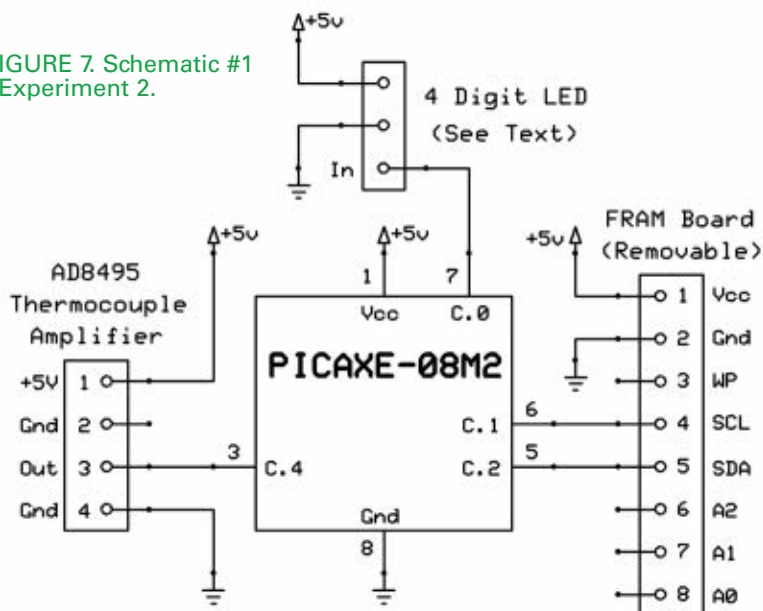 +5v
IGURE 7. Schematic #1
Experiment 2.
4 Digit LED
(See Text)
In
+5v
+5v
+5v
FRAM Board
(Removable)
AD8495
Thermocouple
Amplifier
1
7
Vcc
C.0
1 Vcc
PICAXE-08M2
2 Gnd
+5V 1
3 WP
Gnd 2
6
C.1
4 SCL
Out 3
3
C.4
5
C.2
5 SDA
Gnd 4
Gnd
6 A2
8
7 A1
8 A0